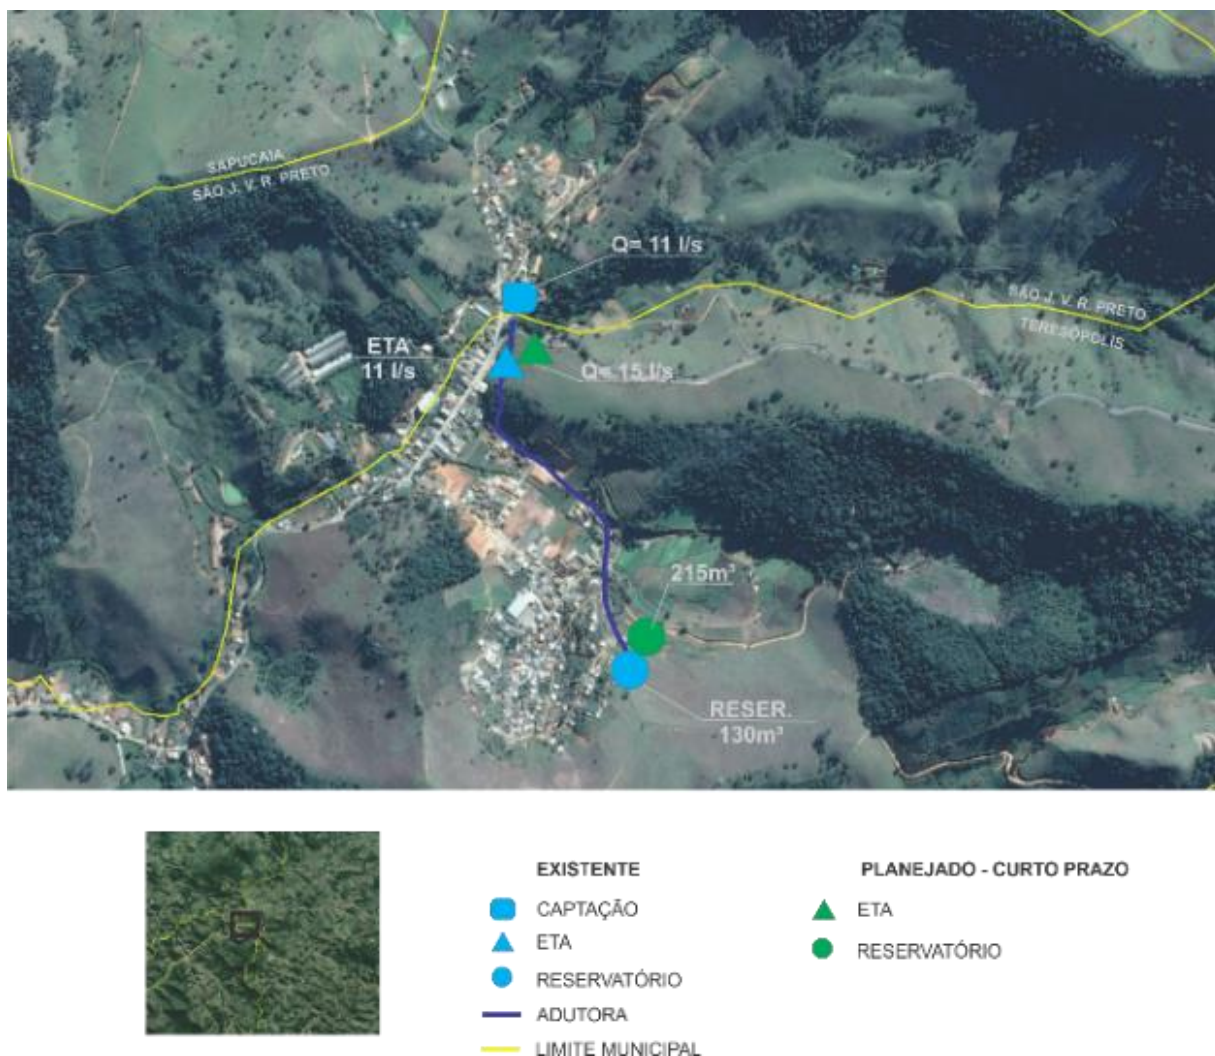 SAPUCAIA
SÃO J. V. R. PRETO
Q= 11 l/s
SÃO J. V. R. PRETO
TERESÓPOLIS
ETA
11 l/s
Q= 15 l/s
215m³
RESER.
130m³
EXISTENTE
CAPTAÇÃO
ETA
RESERVATÓRIO
ADUTORA
LIMITE MUNICIPAL
PLANEJADO - CURTO PRAZO
ETA
RESERVATÓRIO